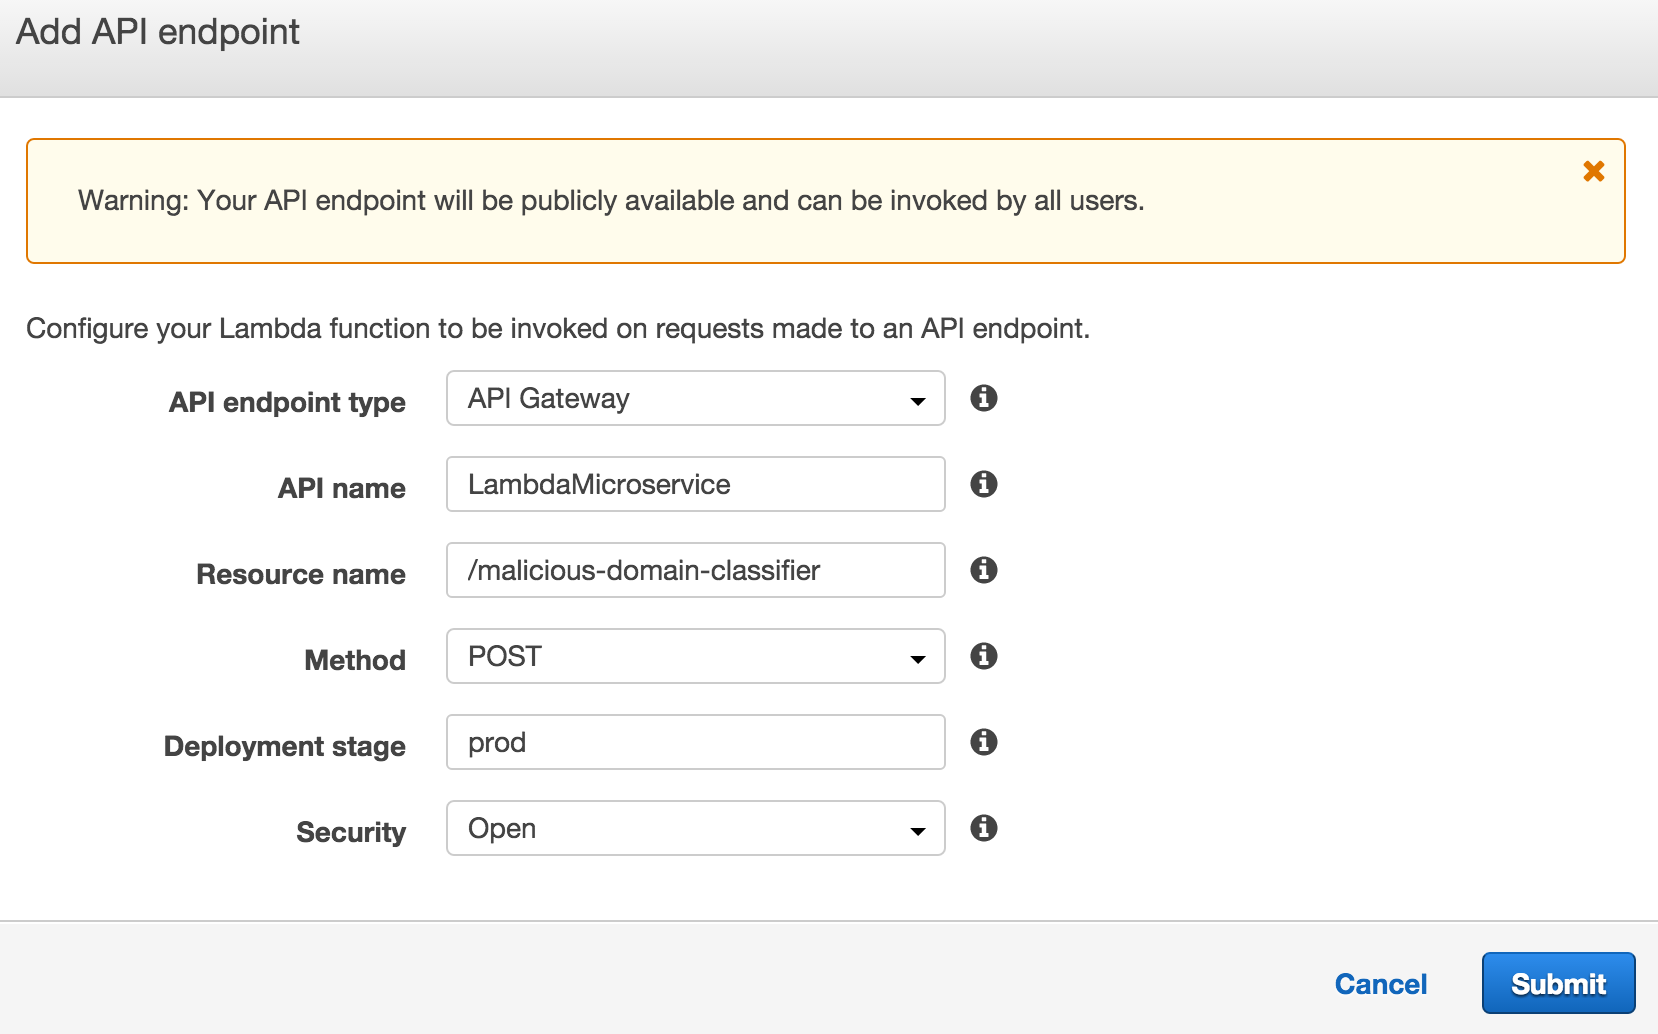 Add API endpoint
Warning: Your API endpoint will be publicly available and can be invoked by all users.
Configure your Lambda function to be invoked on requests made to an API endpoint.
API endpoint type API Gateway
API name LambdaMicroservice
Resource name /malicious-domain-classifier
Method POST
Deployment stage prod
Security Open
Cancel Submit